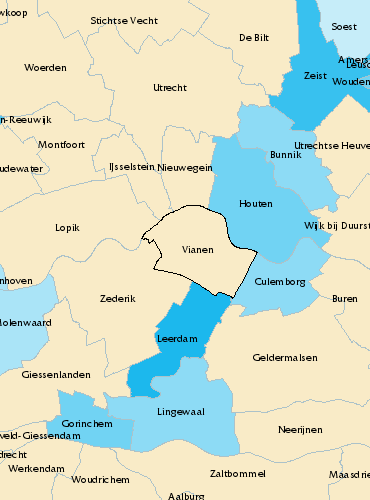 wkoop
Stichtse Vecht
Soest
De Bilt
Amers
Leusd
Woerden
Zeist
Wouden
Utrecht
n-Reeuwijk
Montfoort
Utrechtse Heuve
Bunnik
udewater
IJsselstein
Nieuwegein
Houten
Lopik
Wijk bij Duurst
Vianen
nhoven
Culemborg
Zederik
Buren
Molenwaard
Leerdam
Geldermalsen
Giessenlanden
Lingewaal
Gorinchem
Neerijnen
veld-Giessendam
drecht
Werkendam
Zaltbommel
Maasdrie
Woudrichem
Aalburg